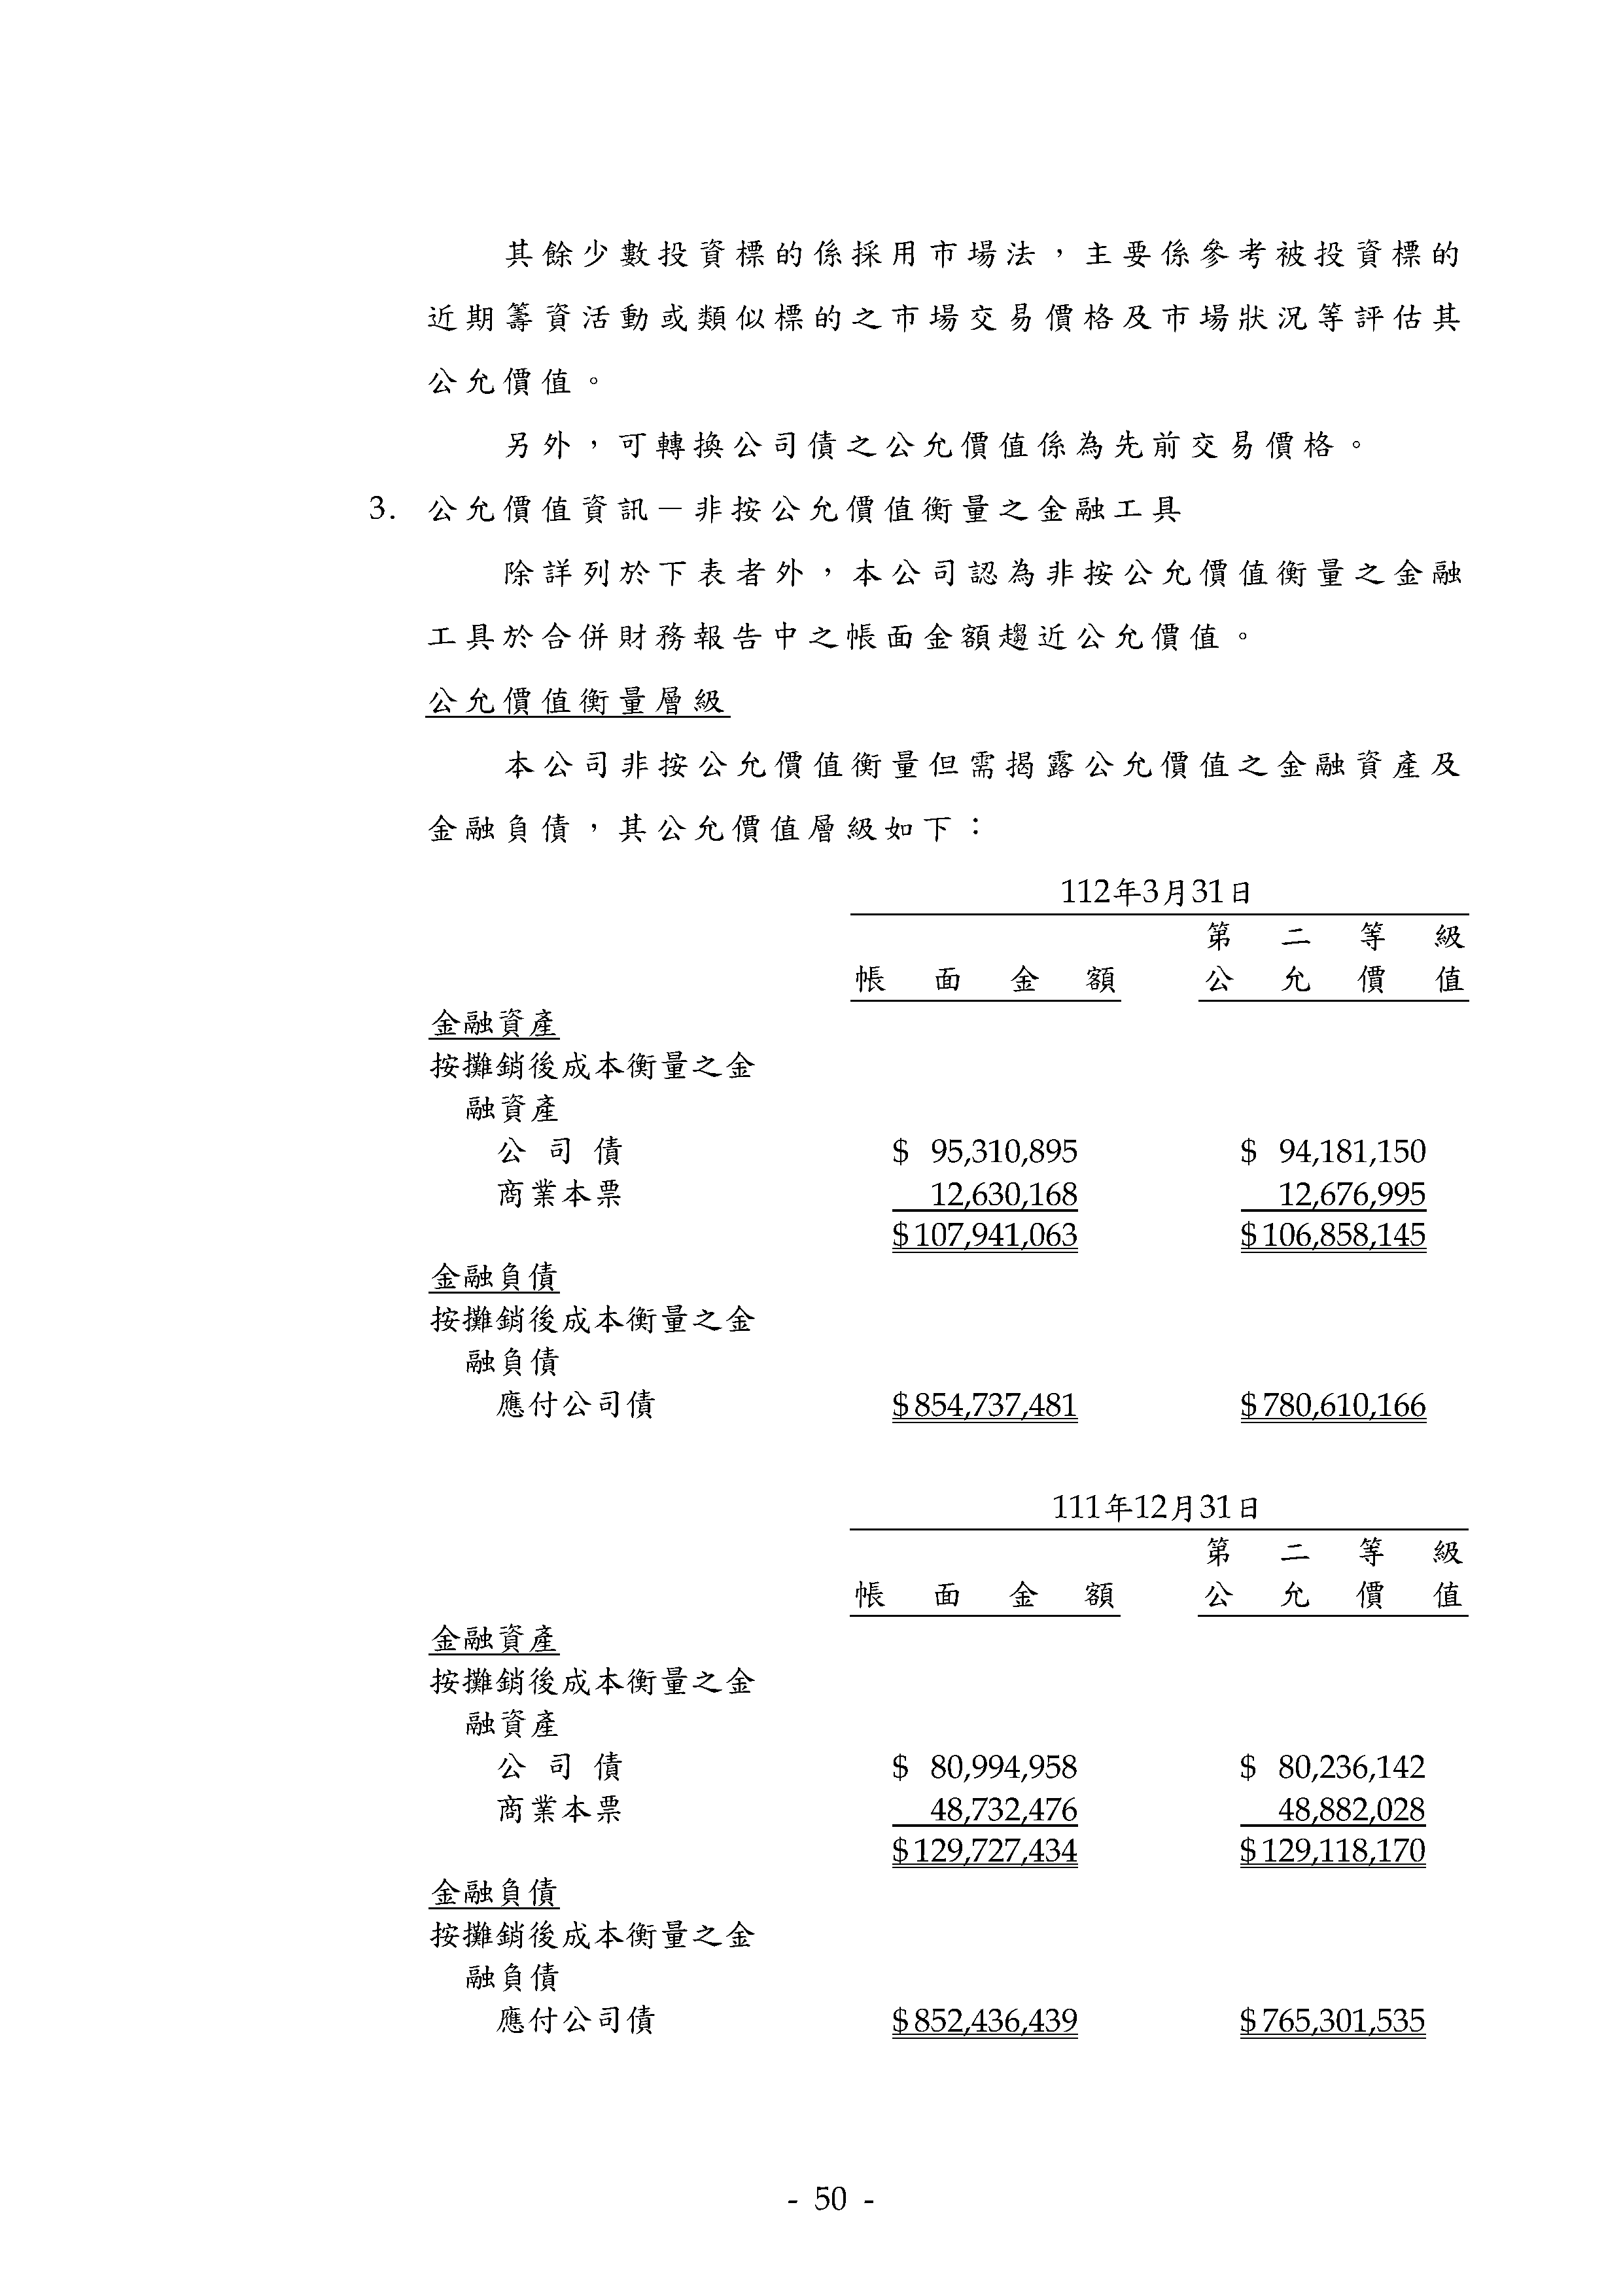 其餘少數投資標的係採用市場法，主要係參考被投資標的
近期籌資活動或類似標的之市場交易價格及市場狀況等評估其
公允價值。
另外，可轉換公司債之公允價值係為先前交易價格。
3. 公允價值資訊－非按公允價值衡量之金融工具
除詳列於下表者外，本公司認為非按公允價值衡量之金融
工具於合併財務報告中之帳面金額趨近公允價值。
公允價值衡量層級
本公司非按公允價值衡量但需揭露公允價值之金融資產及
金融負債，其公允價值層級如下：
112年3月31日
第二等級
帳面金額 公允價值
金融資產
按攤銷後成本衡量之金
融資產
公司債 $ 95,310,895 $ 94,181,150
商業本票 12,630,168 12,676,995
$107,941,063 $106,858,145
金融負債
按攤銷後成本衡量之金
融負債
應付公司債 $854,737,481 $780,610,166
111年12月31日
第二等級
帳面金額 公允價值
金融資產
按攤銷後成本衡量之金
融資產
公司債 $ 80,994,958 $ 80,236,142
商業本票 48,732,476 48,882,028
$129,727,434 $129,118,170
金融負債
按攤銷後成本衡量之金
融負債
應付公司債 $852,436,439 $765,301,535
- 50 -